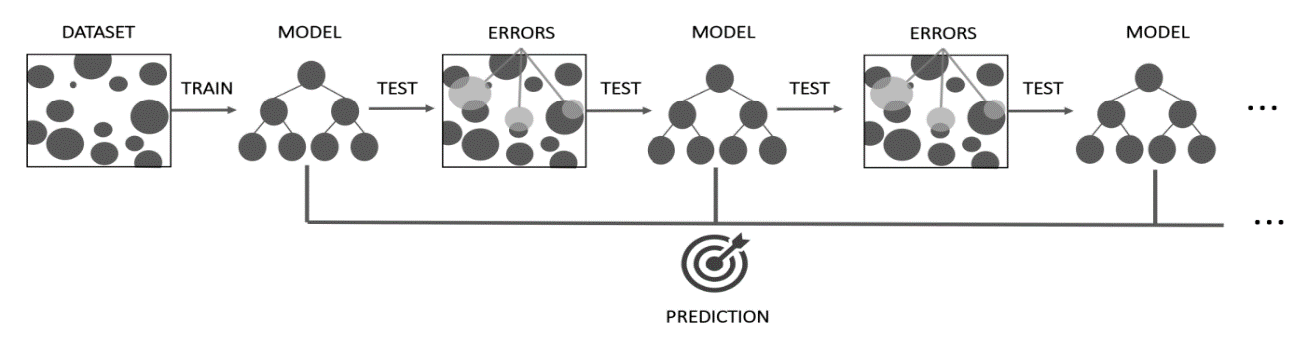 DATASET
MODEL
ERRORS
MODEL
ERRORS
MODEL
TRAIN
TEST
TEST
TEST
TEST
...
...
PREDICTION